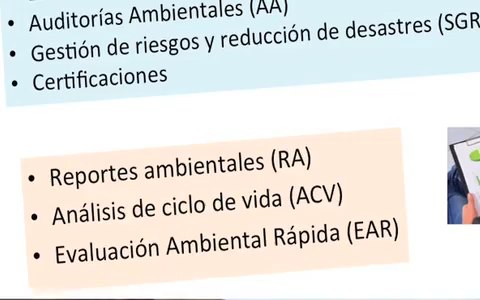 • Auditorías Ambientales (AA)
• Gestión de riesgos y reducción de desastres (SGR
• Certificaciones
• Reportes ambientales (RA)
• Análisis de ciclo de vida (ACV)
• Evaluación Ambiental Rápida (EAR)